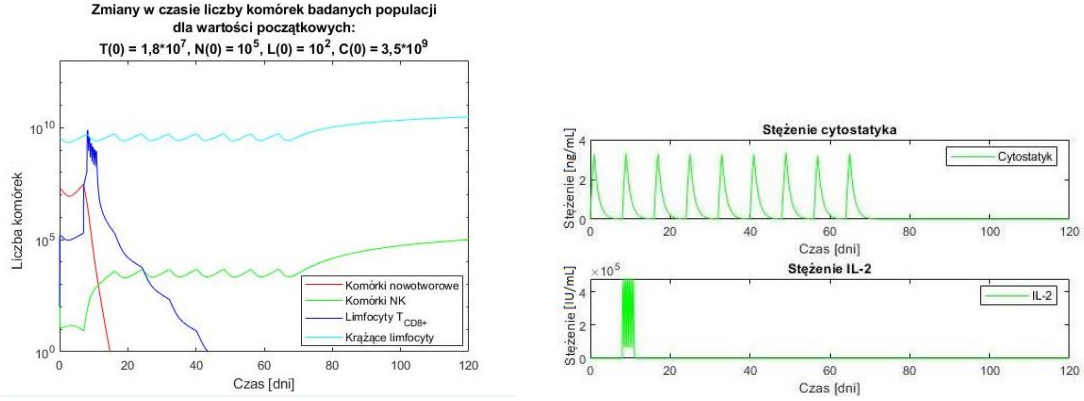 Zmiany w czasie liczby komórek badanych populacji
dla wartości początkowych:
T(0) = 1,8*10^7, N(0) = 10^5, L(0) = 10^2, C(0) = 3,5*10^9
Liczba komórek
10^10
10^5
10^0
0 20 40 60 80 100 120
Czas [dni]
Komórki nowotworowe
Komórki NK
Limfocyty T_CD8+
Krążące limfocyty
Stężenie cytostatyka
Stężenie [ng/mL]
4
2
0
0 20 40 60 80 100 120
Czas [dni]
Cytostatyk
Stężenie IL-2
× 10^5
Stężenie [IU/mL]
4
2
0
0 20 40 60 80 100 120
Czas [dni]
IL-2